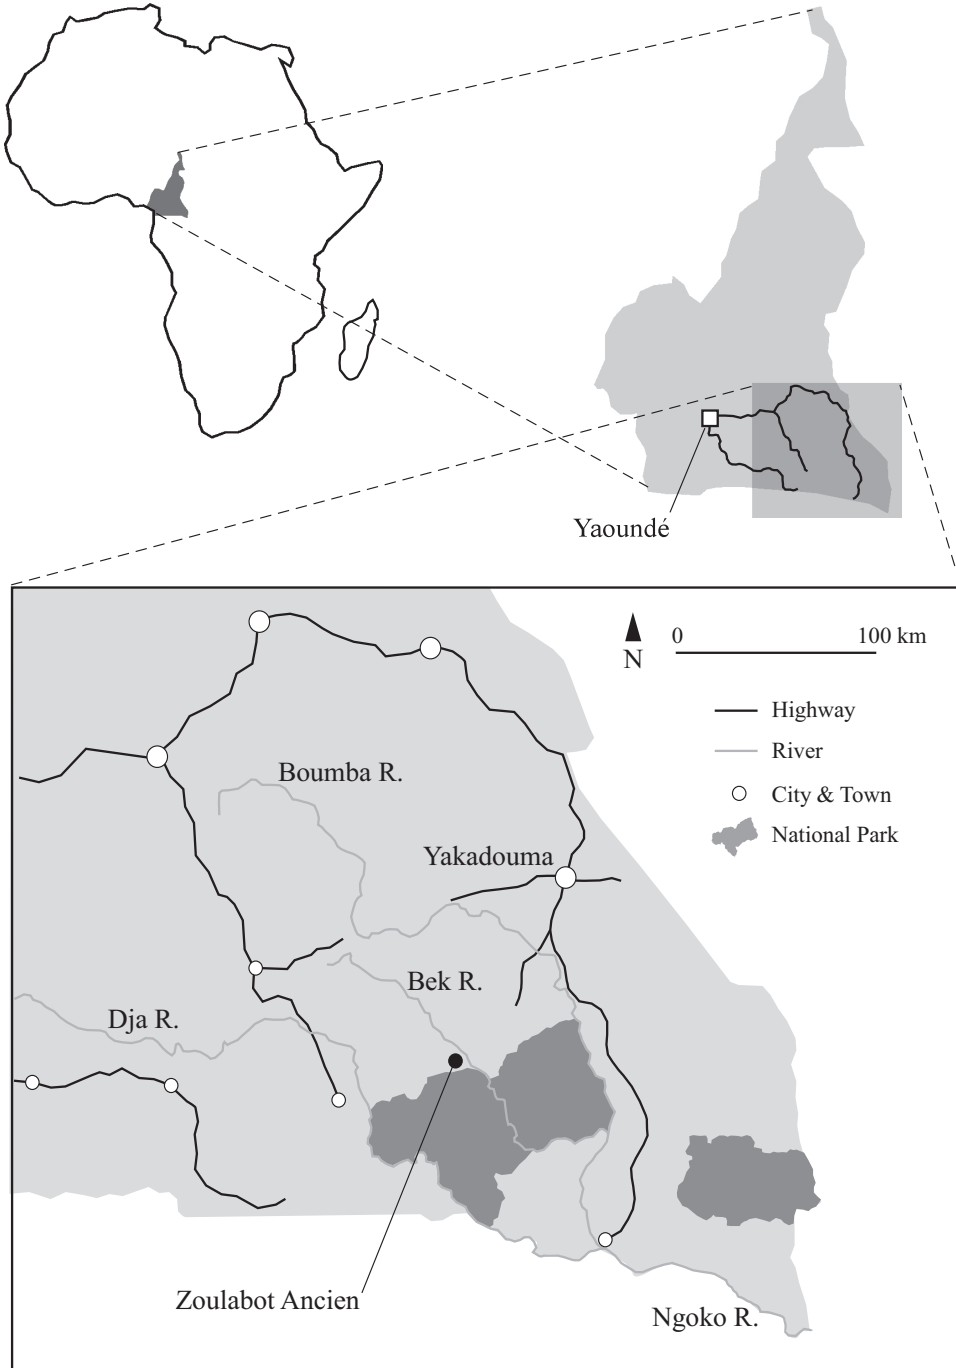 Yaoundé
N
0 100 km
Highway
River
City & Town
National Park
Boumba R.
Yakadouma
Bek R.
Dja R.
Zoulabot Ancien
Ngoko R.